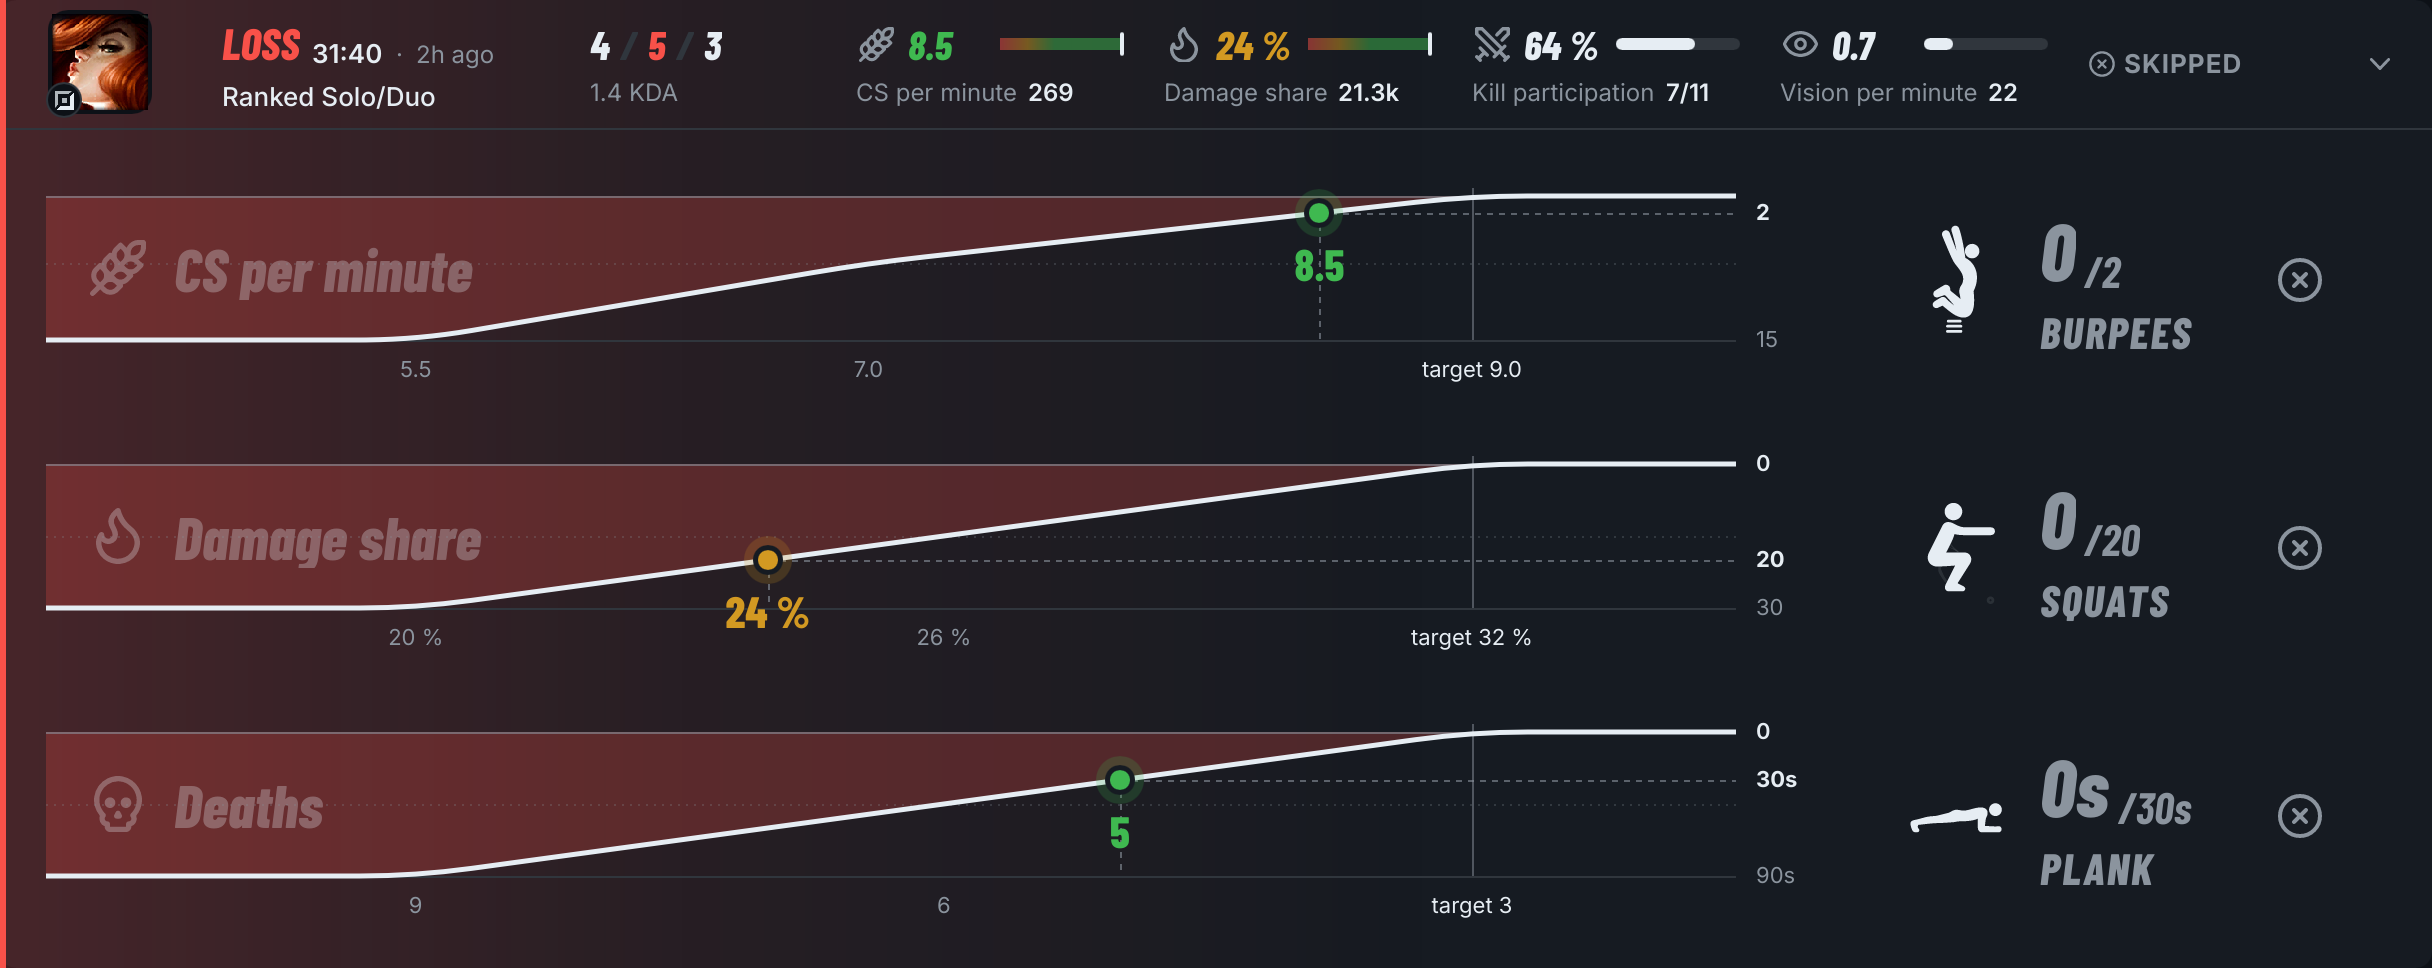 LOSS 31:40 · 2h ago
Ranked Solo/Duo
4 / 5 / 3
1.4 KDA
8.5
CS per minute 269
24 %
Damage share 21.3k
64 %
Kill participation 7/11
0.7
Vision per minute 22
SKIPPED
CS per minute
8.5
5.5
7.0
target 9.0
2
15
0 /2
BURPEES
Damage share
24 %
20 %
26 %
target 32 %
0
20
30
0 /20
SQUATS
Deaths
5
9
6
target 3
0
30s
90s
0s /30s
PLANK